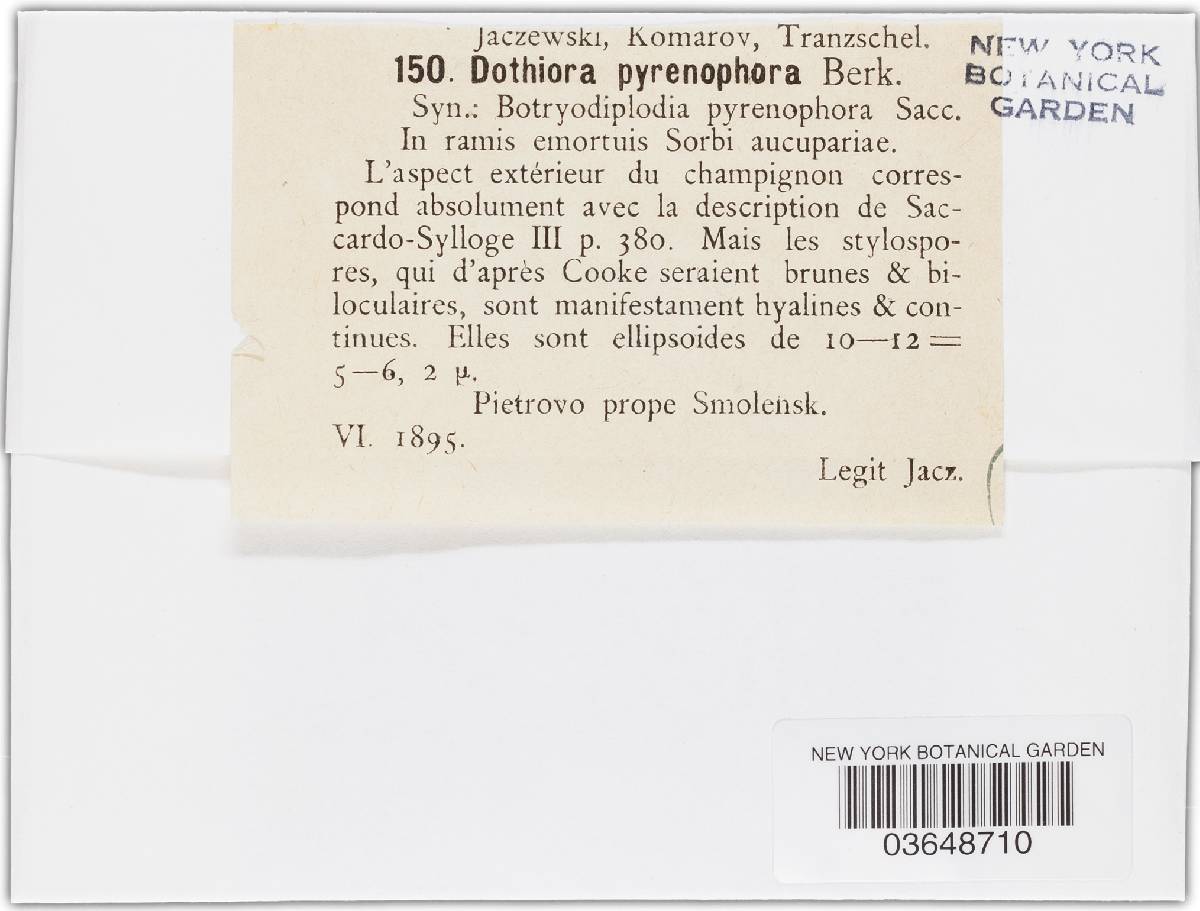 Jaczewski, Komarov, Tranzschel.
150. Dothiora pyrenophora Berk.
Syn.: Botryodiplodia pyrenophora Sacc.
In ramis emortuis Sorbi aucupariae.
L'aspect extérieur du champignon corres-
pond absolument avec la description de Sac-
cardo-Sylloge III p. 380. Mais les stylospo-
res, qui d'après Cooke seraient brunes & bi-
loculaires, sont manifestament hyalines & con-
tinues. Elles sont ellipsoides de 10—12 =
5—6, 2 µ.
Pietrovo prope Smolensk.
VI. 1895.
Legit Jacz.
NEW YORK
BOTANICAL
GARDEN
NEW YORK BOTANICAL GARDEN
03648710